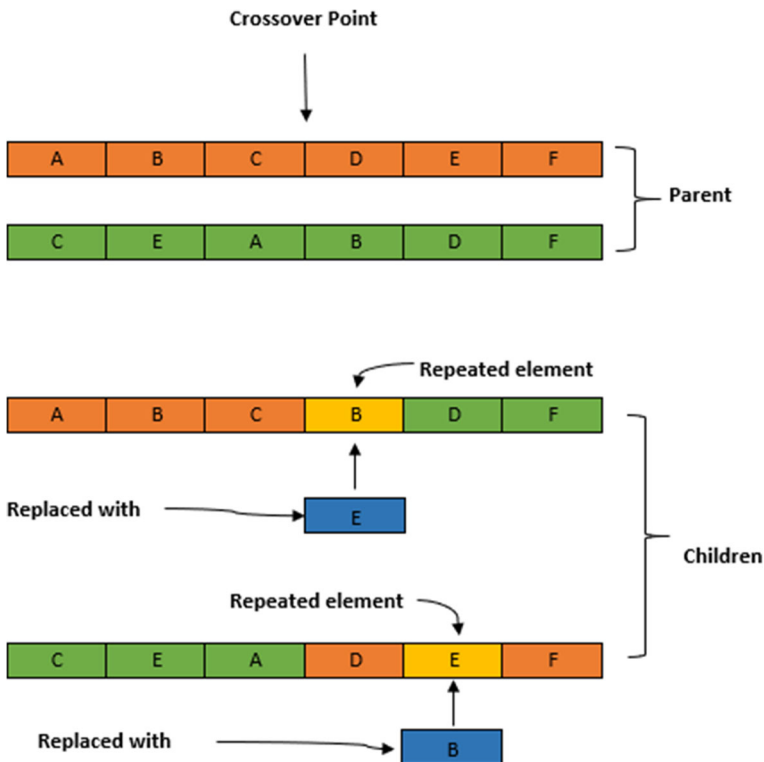 Crossover Point
A B C D E F
Parent
C E A B D F
Repeated element
A B C B D F
Replaced with
E
Children
Repeated element
C E A D E F
Replaced with
B